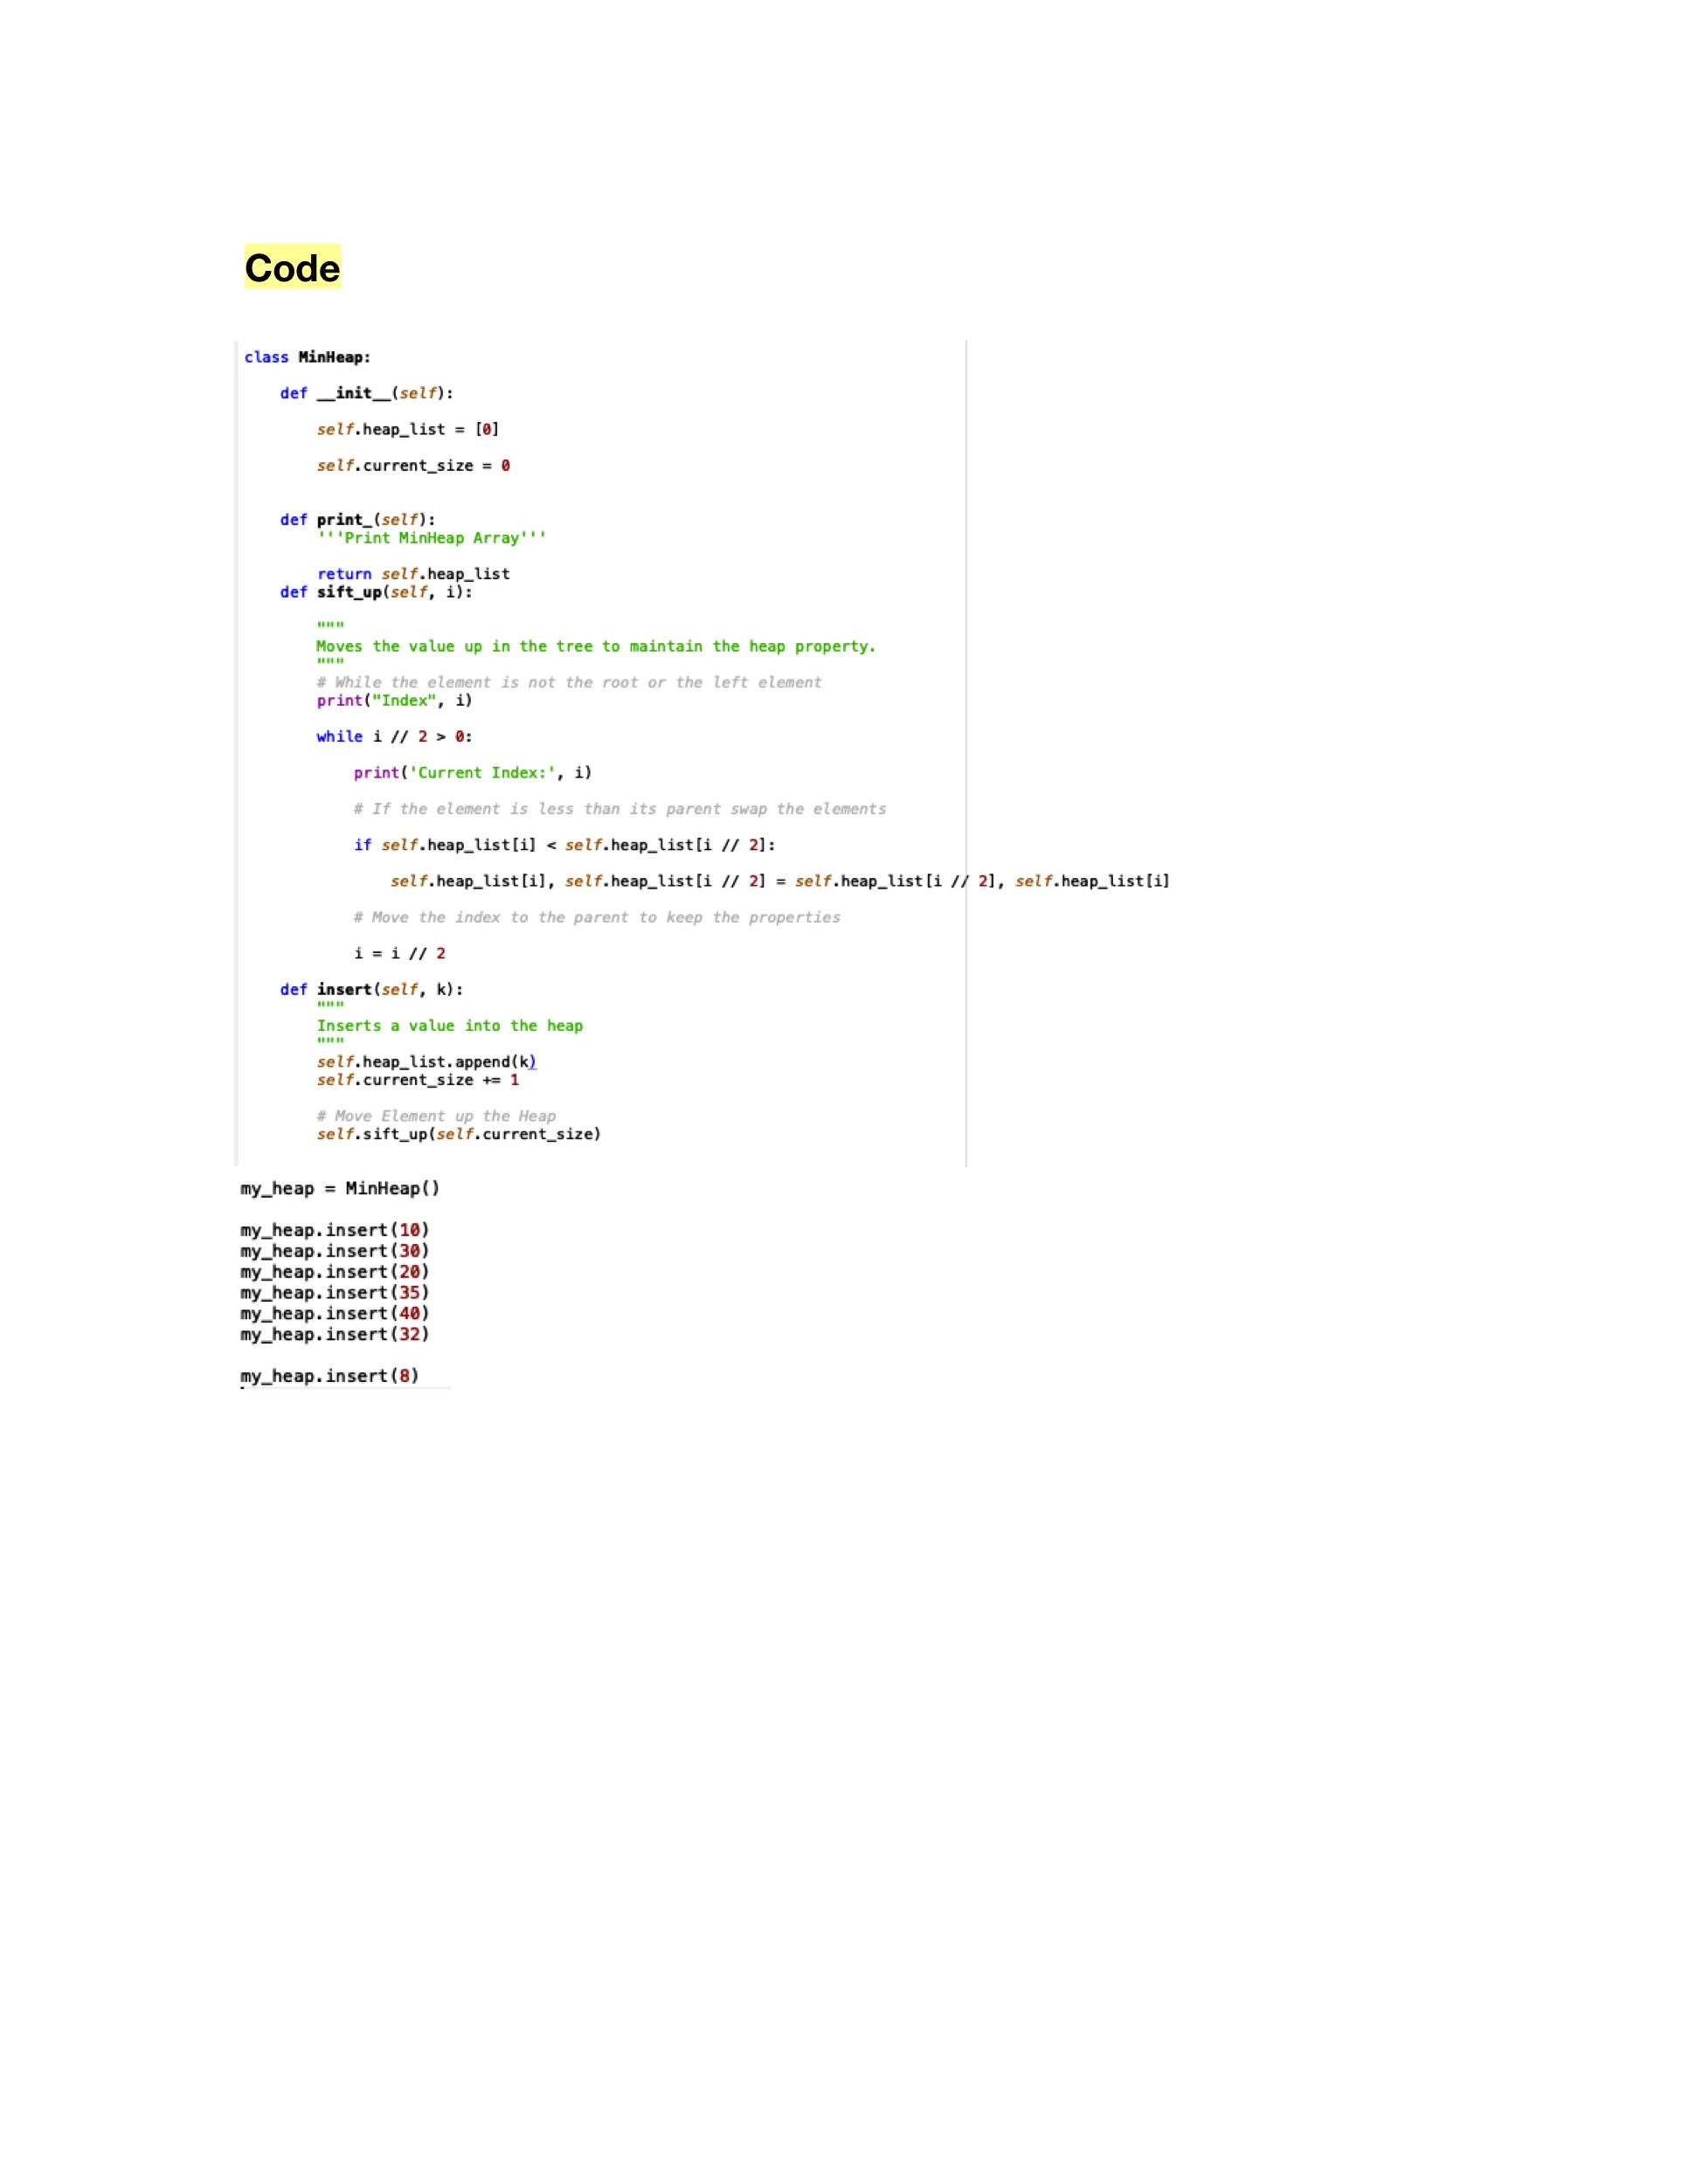 Code
class MinHeap:
def __init__(self):
self.heap_list = [0]
self.current_size = 0
def print_(self):
'''Print MinHeap Array'''
return self.heap_list
def sift_up(self, i):
"""
Moves the value up in the tree to maintain the heap property.
"""
# While the element is not the root or the left element
print("Index", i)
while i // 2 > 0:
print('Current Index:', i)
# If the element is less than its parent swap the elements
if self.heap_list[i] < self.heap_list[i // 2]:
self.heap_list[i], self.heap_list[i // 2] = self.heap_list[i // 2], self.heap_list[i]
# Move the index to the parent to keep the properties
i = i // 2
def insert(self, k):
"""
Inserts a value into the heap
"""
self.heap_list.append(k)
self.current_size += 1
# Move Element up the Heap
self.sift_up(self.current_size)
my_heap = MinHeap()
my_heap.insert(10)
my_heap.insert(30)
my_heap.insert(20)
my_heap.insert(35)
my_heap.insert(40)
my_heap.insert(32)
my_heap.insert(8)